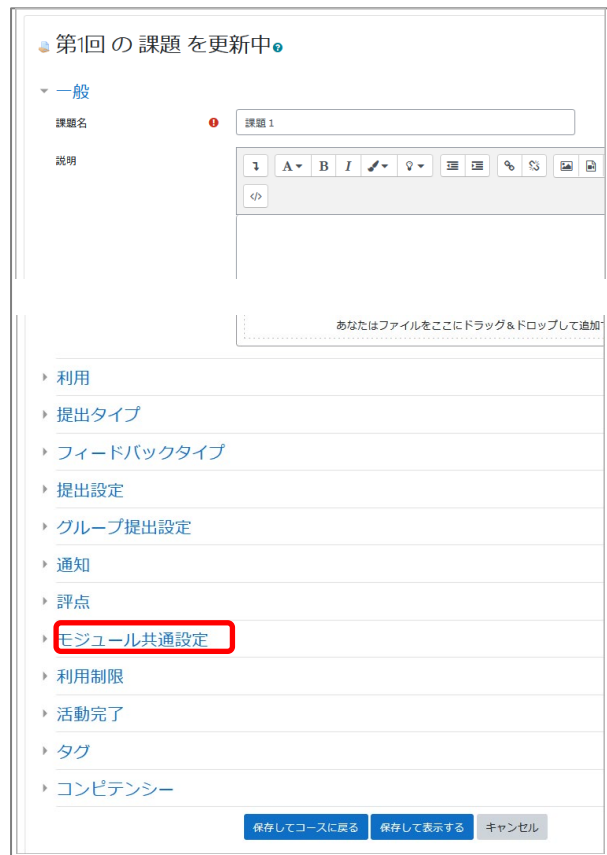 第1回 の 課題 を更新中
一般
課題名
課題 1
説明
A B I
</>
あなたはファイルをここにドラッグ&ドロップして追加
利用
提出タイプ
フィードバックタイプ
提出設定
グループ提出設定
通知
評点
モジュール共通設定
利用制限
活動完了
タグ
コンピテンシー
保存してコースに戻る 保存して表示する キャンセル